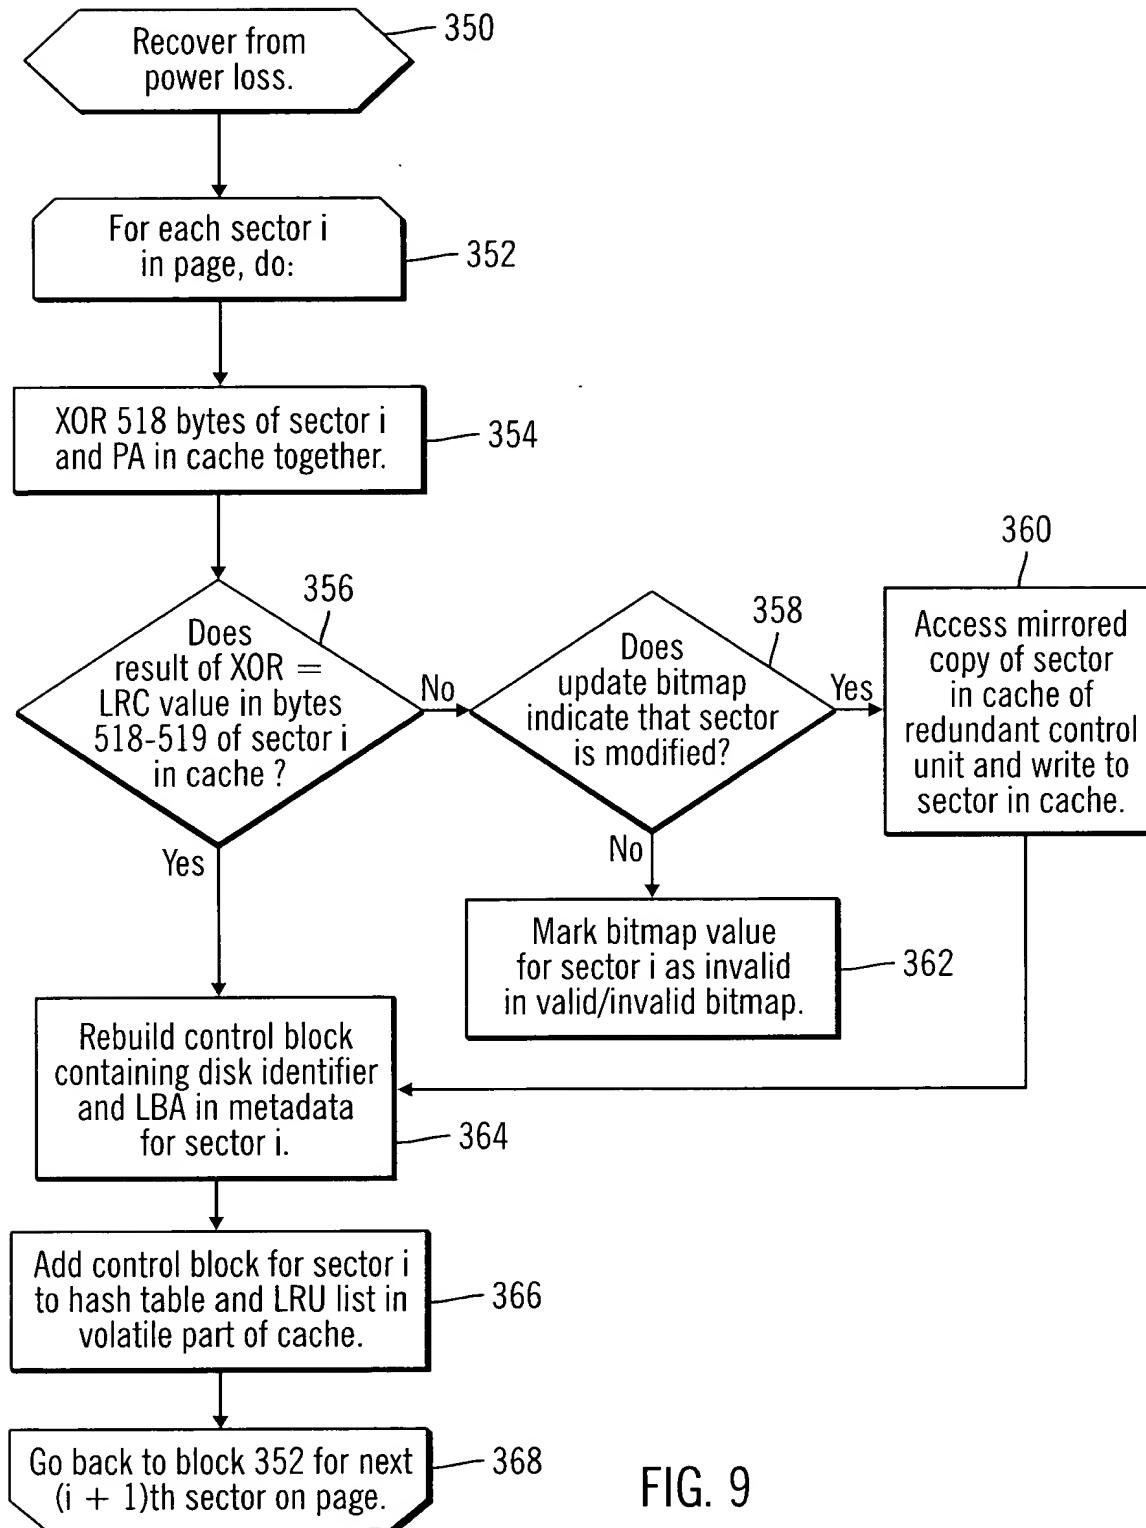 Recover from
power loss.
350
For each sector i
in page, do:
352
XOR 518 bytes of sector i
and PA in cache together.
354
Does
result of XOR =
LRC value in bytes
518-519 of sector i
in cache ?
356
No
Yes
Does
update bitmap
indicate that sector
is modified?
358
Yes
No
360
Access mirrored
copy of sector
in cache of
redundant control
unit and write to
sector in cache.
Mark bitmap value
for sector i as invalid
in valid/invalid bitmap.
362
Rebuild control block
containing disk identifier
and LBA in metadata
for sector i.
364
Add control block for sector i
to hash table and LRU list in
volatile part of cache.
366
Go back to block 352 for next
(i + 1)th sector on page.
368
FIG. 9